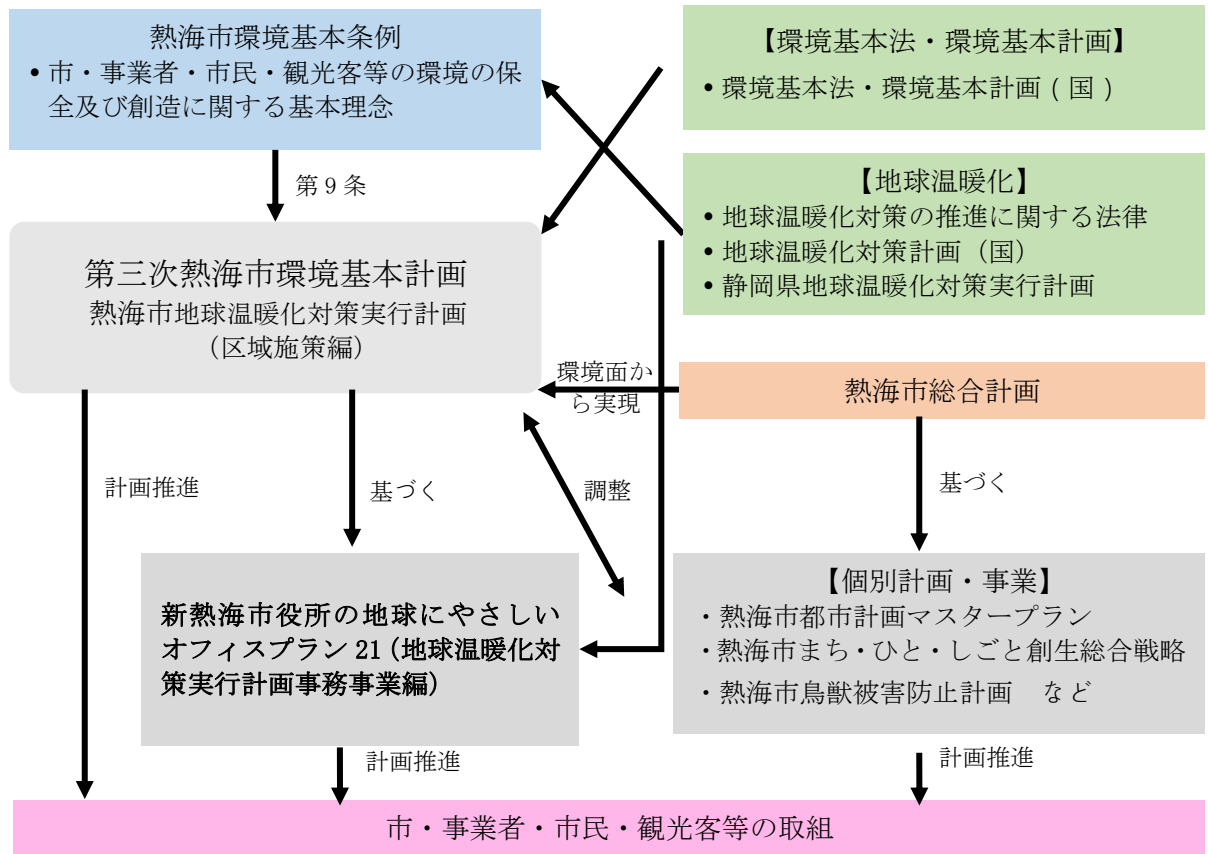 熱海市環境基本条例
• 市・事業者・市民・観光客等の環境の保
全及び創造に関する基本理念
【環境基本法・環境基本計画】
• 環境基本法・環境基本計画(国)
第9条
【地球温暖化】
• 地球温暖化対策の推進に関する法律
• 地球温暖化対策計画（国）
• 静岡県地球温暖化対策実行計画
第三次熱海市環境基本計画
熱海市地球温暖化対策実行計画
（区域施策編）
環境面か
ら実現
熱海市総合計画
計画推進
基づく
調整
基づく
新熱海市役所の地球にやさしい
オフィスプラン 21（地球温暖化対
策実行計画事務事業編）
【個別計画・事業】
・熱海市都市計画マスタープラン
・熱海市まち・ひと・しごと創生総合戦略
・熱海市鳥獣被害防止計画　など
計画推進
計画推進
市・事業者・市民・観光客等の取組